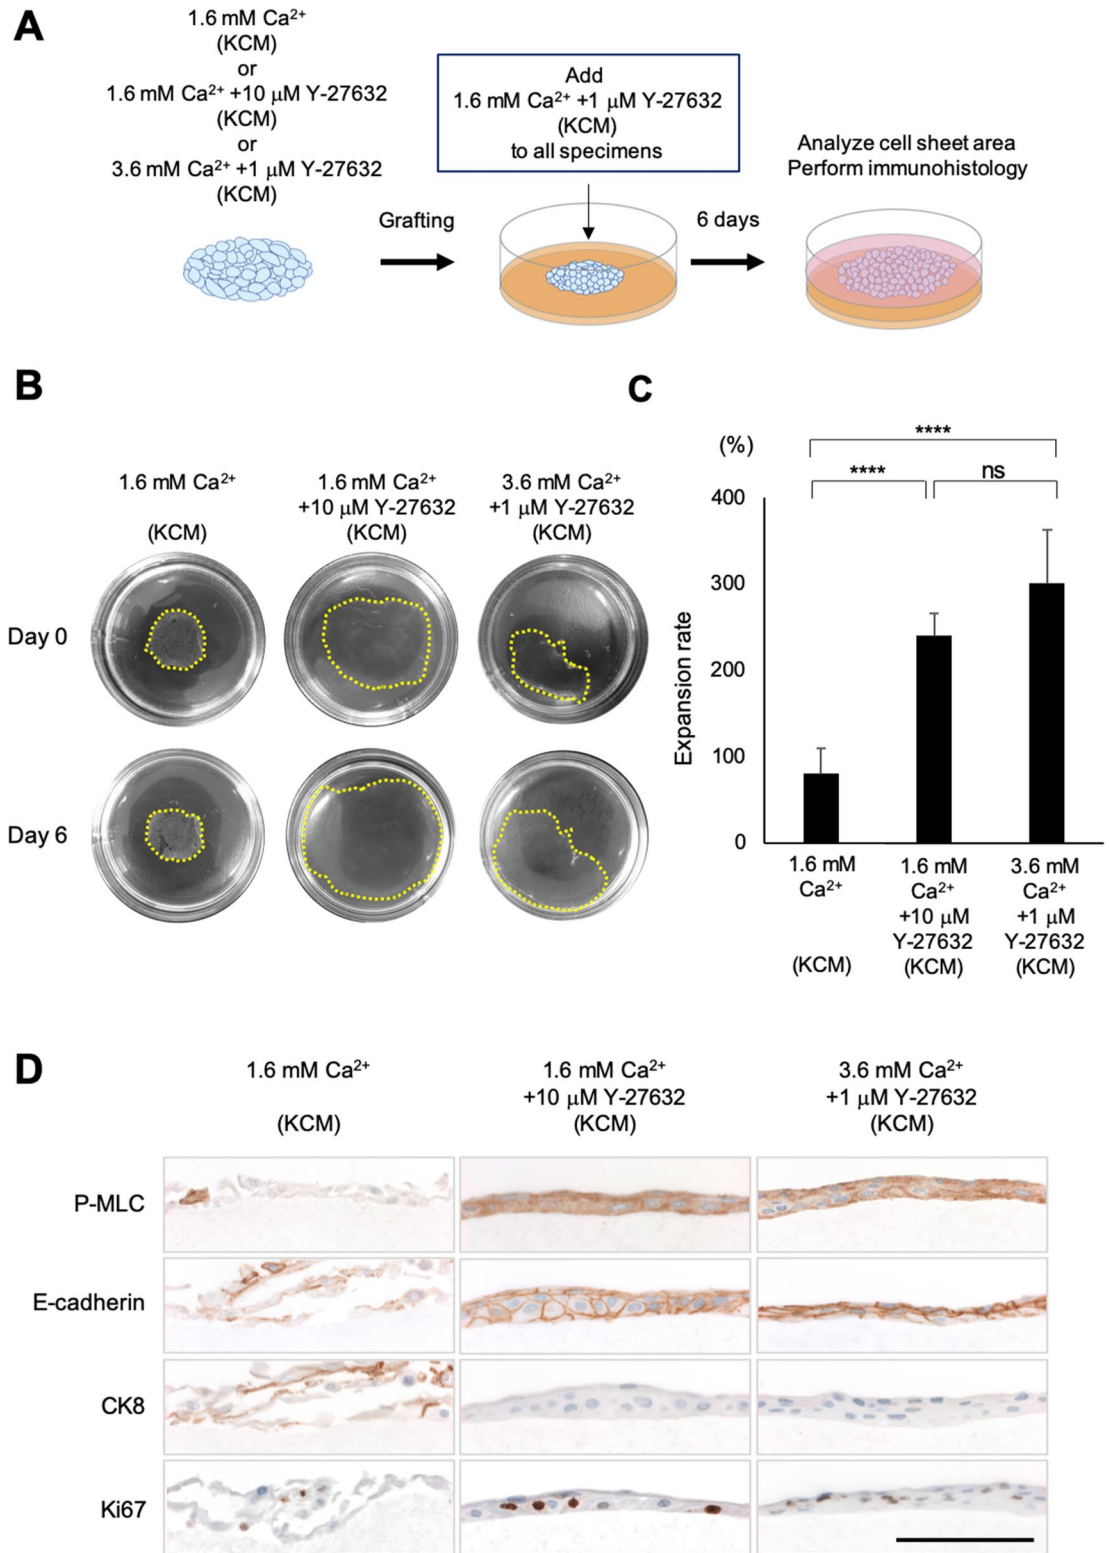 A
1.6 mM Ca²⁺
(KCM)
or
1.6 mM Ca²⁺ +10 μM Y-27632
(KCM)
or
3.6 mM Ca²⁺ +1 μM Y-27632
(KCM)
Add
1.6 mM Ca²⁺ +1 μM Y-27632
(KCM)
to all specimens
Analyze cell sheet area
Perform immunohistology
Grafting
6 days
B
1.6 mM Ca²⁺
(KCM)
1.6 mM Ca²⁺
+10 μM Y-27632
(KCM)
3.6 mM Ca²⁺
+1 μM Y-27632
(KCM)
Day 0
Day 6
C
(%)
****
****
ns
400
300
200
100
0
Expansion rate
1.6 mM
Ca²⁺
(KCM)
1.6 mM
Ca²⁺
+10 μM
Y-27632
(KCM)
3.6 mM
Ca²⁺
+1 μM
Y-27632
(KCM)
D
1.6 mM Ca²⁺
(KCM)
1.6 mM Ca²⁺
+10 μM Y-27632
(KCM)
3.6 mM Ca²⁺
+1 μM Y-27632
(KCM)
P-MLC
E-cadherin
CK8
Ki67